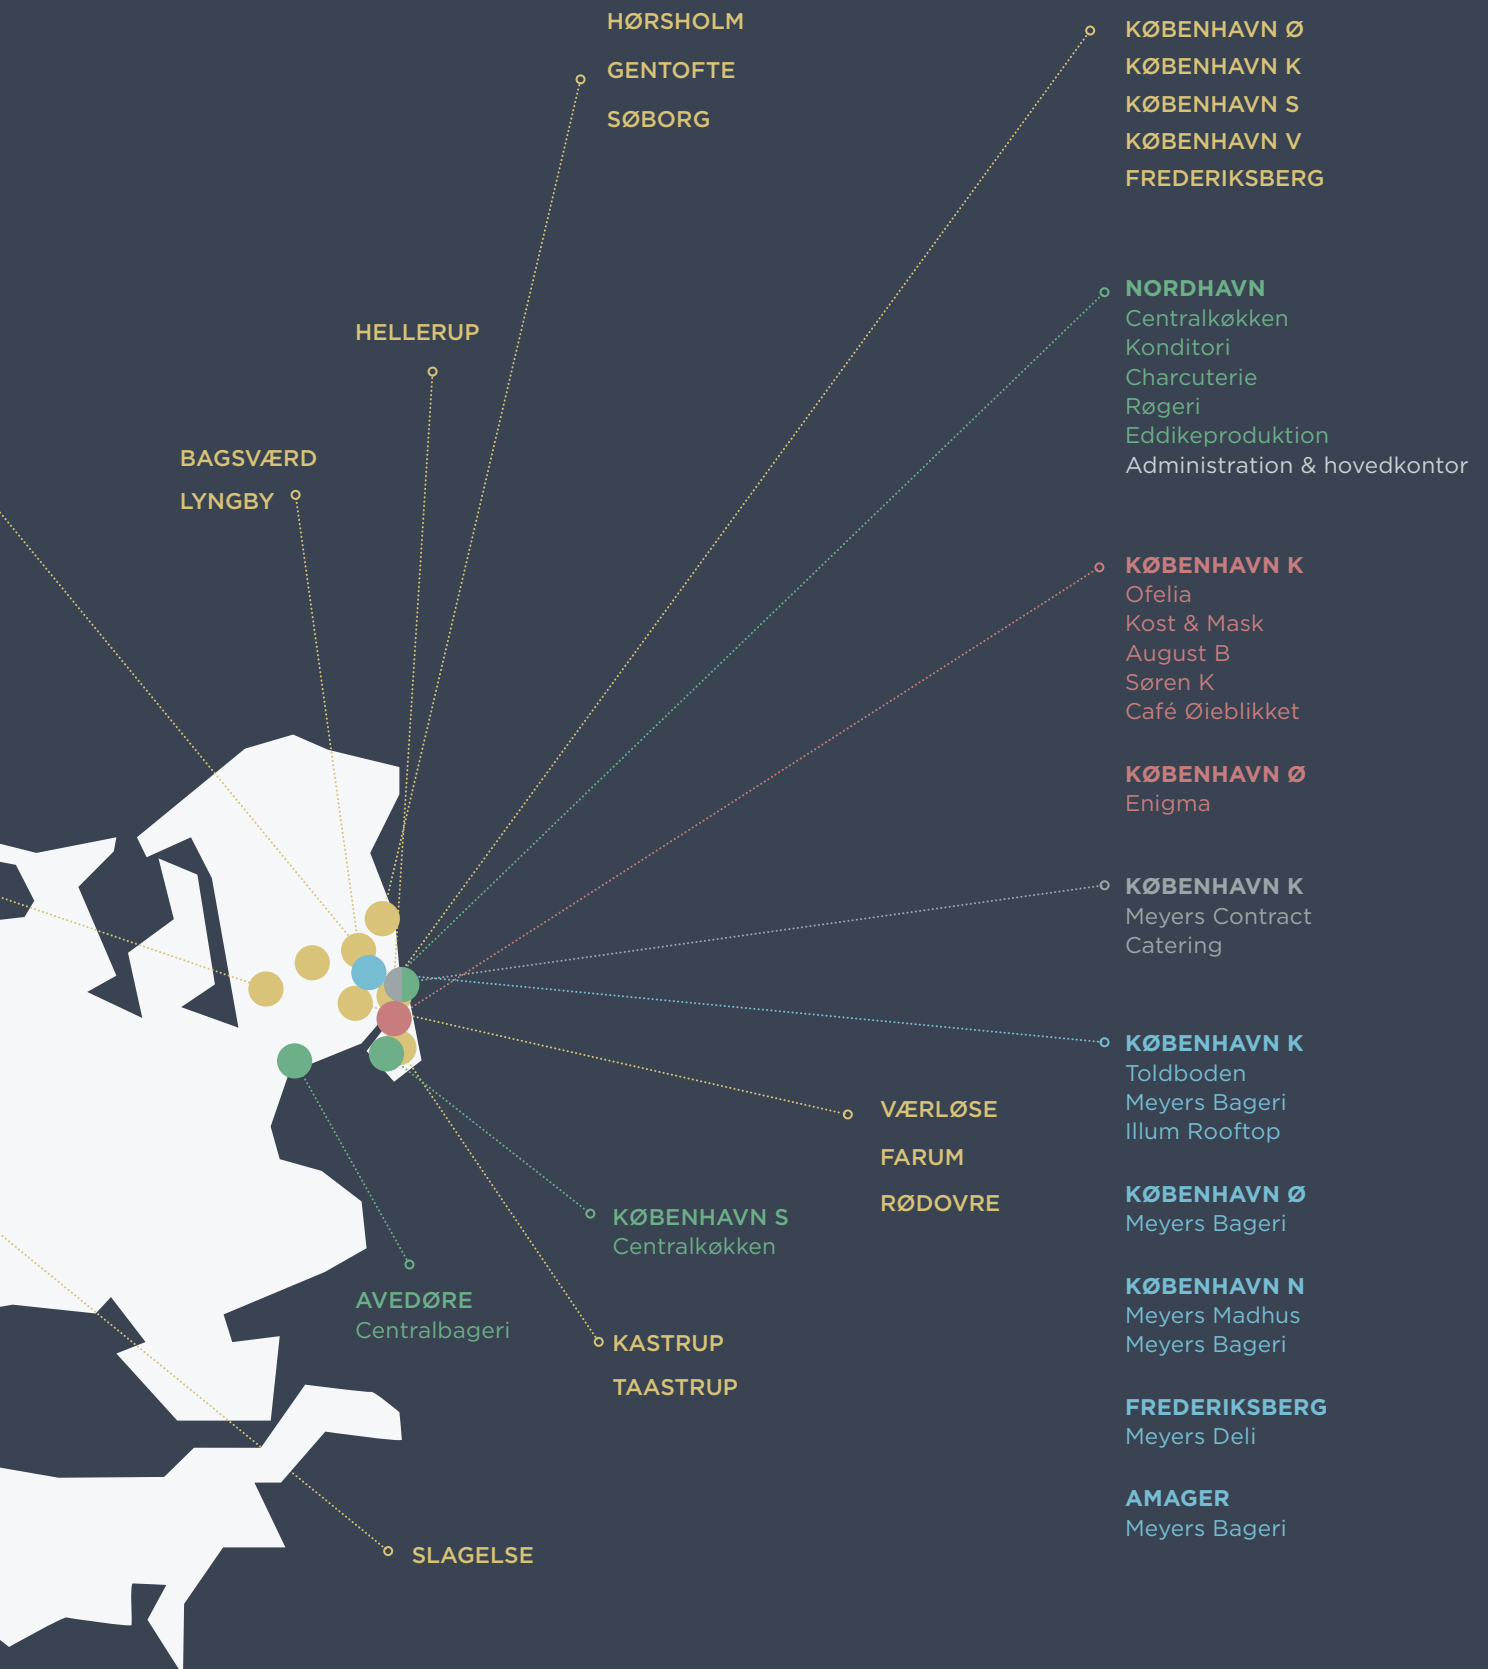 HØRSHOLM
GENTOFTE
SØBORG
KØBENHAVN Ø
KØBENHAVN K
KØBENHAVN S
KØBENHAVN V
FREDERIKSBERG
HELLERUP
BAGSVÆRD
LYNGBY
NORDHAVN
Centralkøkken
Konditori
Charcuterie
Røgeri
Eddikeproduktion
Administration & hovedkontor
KØBENHAVN K
Ofelia
Kost & Mask
August B
Søren K
Café Øieblikket
KØBENHAVN Ø
Enigma
KØBENHAVN K
Meyers Contract
Catering
KØBENHAVN K
Toldboden
Meyers Bageri
Illum Rooftop
KØBENHAVN Ø
Meyers Bageri
KØBENHAVN N
Meyers Madhus
Meyers Bageri
FREDERIKSBERG
Meyers Deli
AMAGER
Meyers Bageri
VÆRLØSE
FARUM
RØDOVRE
KØBENHAVN S
Centralkøkken
AVEDØRE
Centralbageri
KASTRUP
TAASTRUP
SLAGELSE